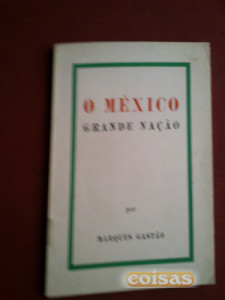 O MÉXICO
GRANDE NAÇÃO
por
MARQUES GASTÃO
coisas